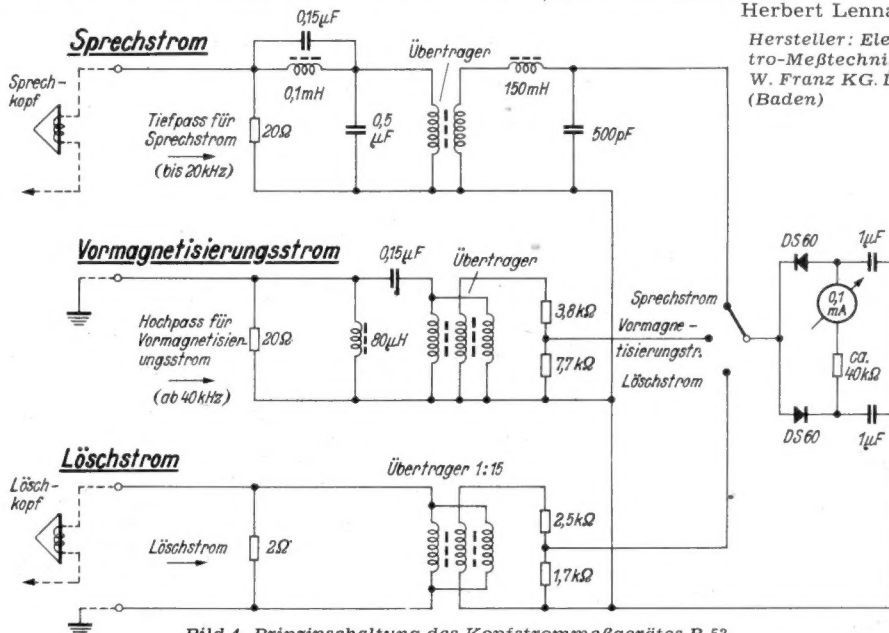 Herbert Lenna
Hersteller: Ele
tro-Meßtechni
W. Franz KG. L
(Baden)
Sprechstrom
Sprech-
kopf
0,15µF
0,1mH
Tiefpass für
Sprechstrom
(bis 20kHz)
20Ω
0,5
µF
Übertrager
150mH
500pF
Vormagnetisierungsstrom
Hochpass für
Vormagnetisier-
ungsstrom
(ab 40kHz)
20Ω
80µH
0,15µF
Übertrager
3,8kΩ
7,7kΩ
Sprechstrom
Vormagne-
tisierungstr.
Löschstrom
DS60
1µF
0,1
mA
ca.
40kΩ
DS60
1µF
Löschstrom
Lösch-
kopf
Löschstrom
2Ω
Übertrager 1:15
2,5kΩ
1,7kΩ
Bild 4. Prinzipschaltung des Kopfstrommeßgerätes P 53